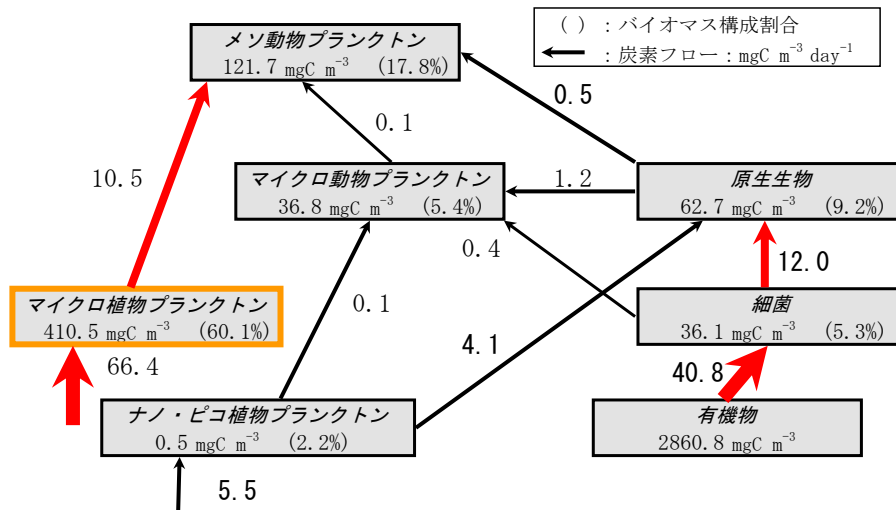 ( ) : バイオマス構成割合
: 炭素フロー : mgC m⁻³ day⁻¹
メソ動物プランクトン
121.7 mgC m⁻³ (17.8%)
0.5
0.1
10.5
マイクロ動物プランクトン
36.8 mgC m⁻³ (5.4%)
1.2
原生生物
62.7 mgC m⁻³ (9.2%)
0.4
12.0
マイクロ植物プランクトン
410.5 mgC m⁻³ (60.1%)
0.1
細菌
36.1 mgC m⁻³ (5.3%)
4.1
66.4
40.8
ナノ・ピコ植物プランクトン
0.5 mgC m⁻³ (2.2%)
有機物
2860.8 mgC m⁻³
5.5